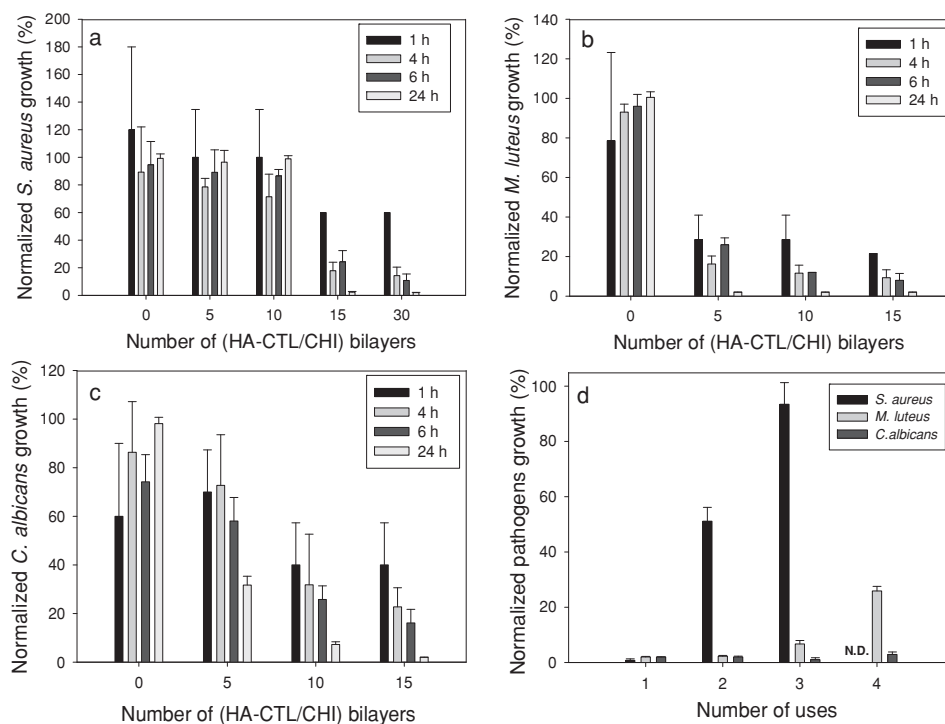 a
Normalized S. aureus growth (%)
200
180
160
140
120
100
80
60
40
20
0
1 h
4 h
6 h
24 h
0 5 10 15 30
Number of (HA-CTL/CHI) bilayers
b
Normalized M. luteus growth (%)
140
120
100
80
60
40
20
0
1 h
4 h
6 h
24 h
0 5 10 15
Number of (HA-CTL/CHI) bilayers
c
Normalized C. albicans growth (%)
120
100
80
60
40
20
0
1 h
4 h
6 h
24 h
0 5 10 15
Number of (HA-CTL/CHI) bilayers
d
Normalized pathogens growth (%)
100
80
60
40
20
0
S. aureus
M. luteus
C.albicans
N.D.
1 2 3 4
Number of uses